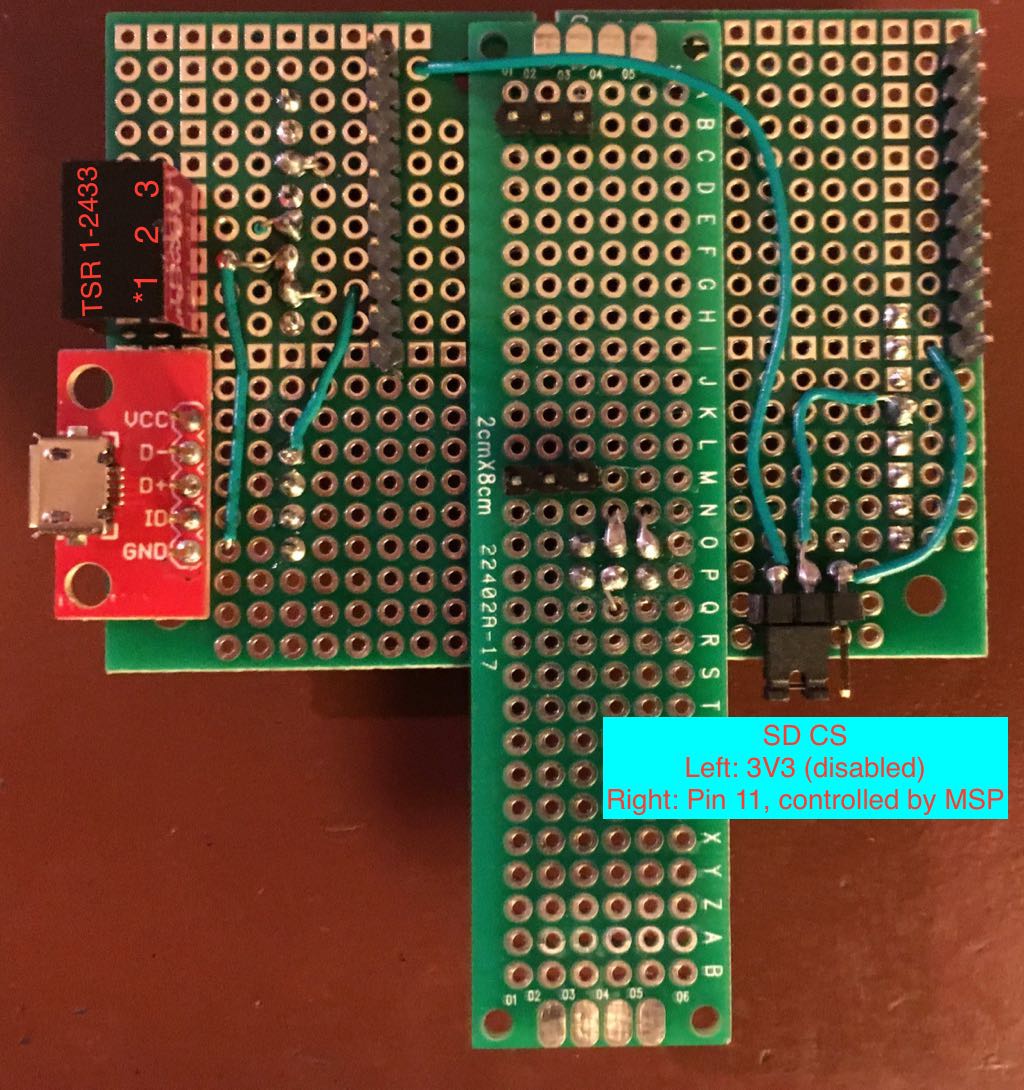 TSR 1-2433
*1 2 3
VCC
D-
D+
ID
GND
01 02 03 04 05 06
A
B
C
D
E
F
G
H
I
J
K
L
M
N
O
P
Q
R
S
T
X
Y
Z
A
B
01 02 03 04 05 06
2cmX8cm 22402A-17
SD CS
Left: 3V3 (disabled)
Right: Pin 11, controlled by MSP